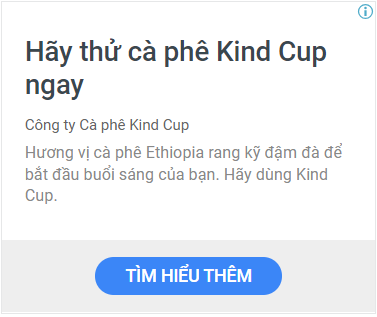 Hãy thử cà phê Kind Cup
ngay
Công ty Cà phê Kind Cup
Hương vị cà phê Ethiopia rang kỹ đậm đà để
bắt đầu buổi sáng của bạn. Hãy dùng Kind
Cup.
TÌM HIỂU THÊM